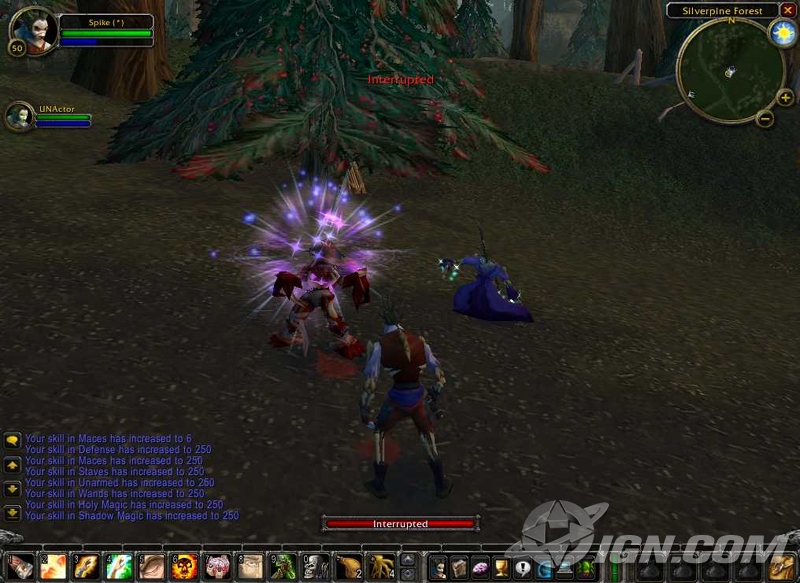 Spike (*)
50
UNActor
Silverpine Forest
N
Interrupted
Your skill in Maces has increased to 6
Your skill in Defense has increased to 250
Your skill in Maces has increased to 250
Your skill in Staves has increased to 250
Your skill in Unarmed has increased to 250
Your skill in Wands has increased to 250
Your skill in Holy Magic has increased to 250
Your skill in Shadow Magic has increased to 250
Interrupted
IGN.COM